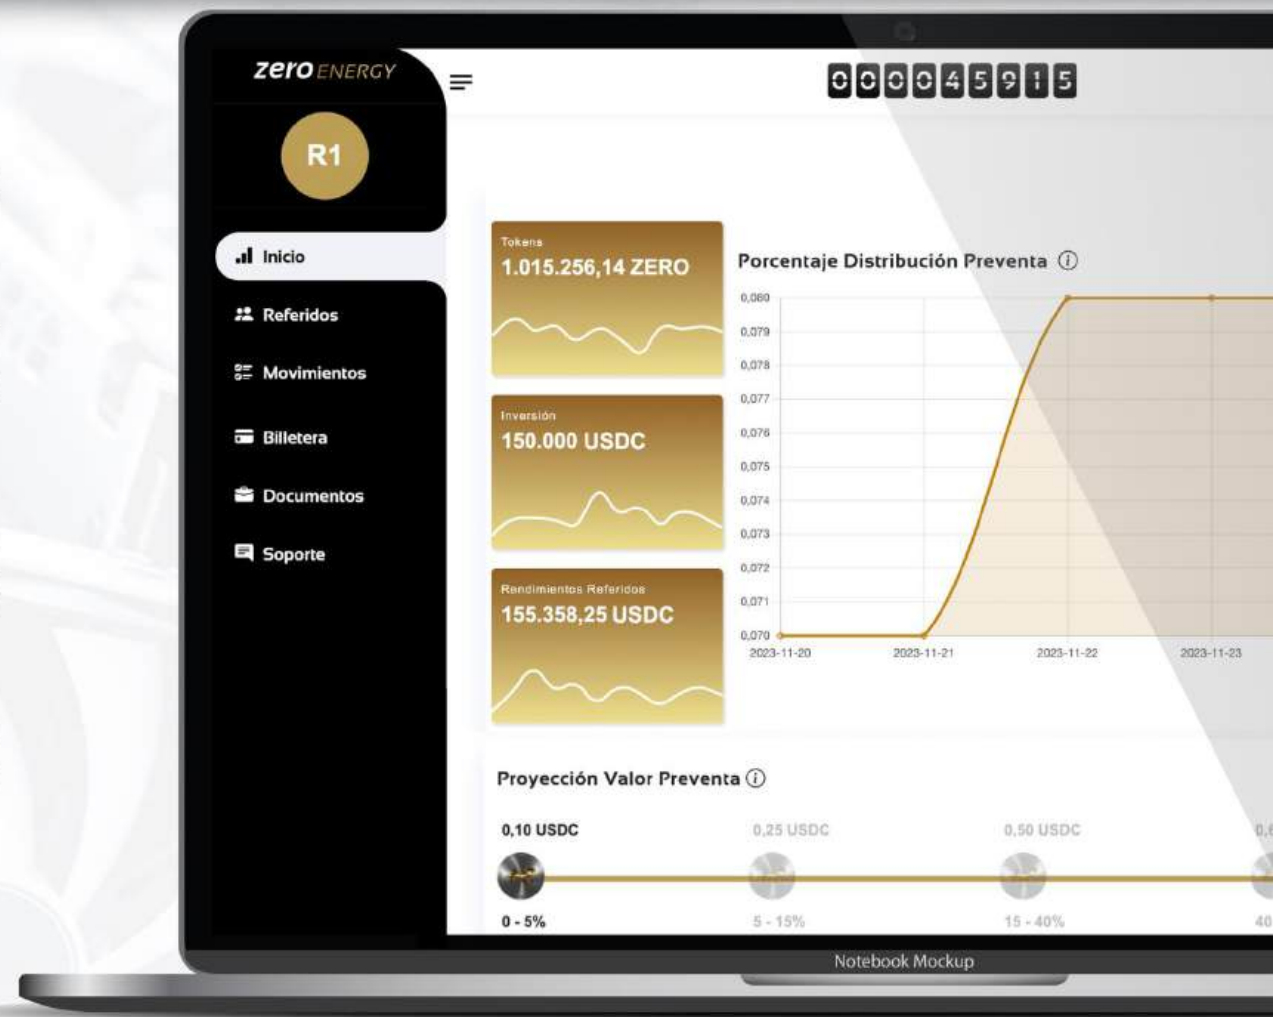 zero ENERGY
00045915
R1
Inicio
Referidos
Movimientos
Billetera
Documentos
Soporte
Tokens
1.015.256,14 ZERO
Inversión
150.000 USDC
Rendimientos Referidos
155.358,25 USDC
Porcentaje Distribución Preventa
0,080
0,079
0,078
0,077
0,076
0,075
0,074
0,073
0,072
0,071
0,070
2023-11-20 2023-11-21 2023-11-22 2023-11-23
Proyección Valor Preventa
0,10 USDC 0,25 USDC 0,50 USDC
0 - 5% 5 - 15% 15 - 40% 40
Notebook Mockup